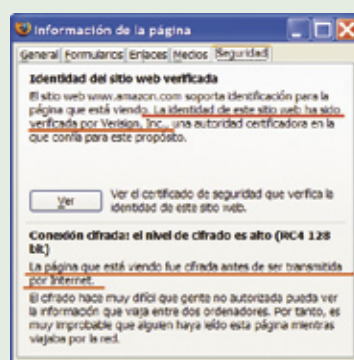 Información de la página
General Formularios Enlaces Medios Seguridad
Identidad del sitio web verificada
El sitio web www.amazon.com soporta identificación para la
página que está viendo. La identidad de este sitio web ha sido
verificada por Verisign, Inc., una autoridad certificadora en la
que confía para este propósito.
Ver
Ver el certificado de seguridad que verifica la
identidad de este sitio web.
Conexión cifrada: el nivel de cifrado es alto (RC4 128
bit)
La página que está viendo fue cifrada antes de ser transmitida
por Internet.
El cifrado hace muy difícil que gente no autorizada pueda ver
la información que viaja entre dos ordenadores. Por tanto, es
muy improbable que alguien haya leído esta página mientras
viajaba por la red.